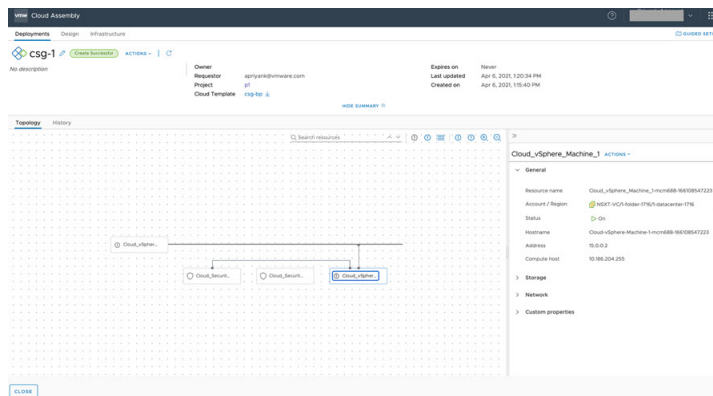 vmw Cloud Assembly
Deployments Design Infrastructure
GUIDED SET
csg-1 Create Successful ACTIONS
No description
Owner
Requestor apriyank@vmware.com
Project p1
Cloud Template csg-bp
Expires on Never
Last updated Apr 6, 2021, 1:20:34 PM
Created on Apr 6, 2021, 1:15:40 PM
HIDE SUMMARY
Topology History
Search resources
Cloud_vSpher...
Cloud_Securit...
Cloud_Securit...
Cloud_vSpher...
Cloud_vSphere_Machine_1 ACTIONS
General
Resource name Cloud_vSphere_Machine_1-mcm688-166108547223
Account / Region NSXT-VC/1-folder-1716/1-datacenter-1716
Status On
Hostname Cloud-vSphere-Machine-1-mcm688-166108547223
Address 15.0.0.2
Compute host 10.186.204.255
Storage
Network
Custom properties
CLOSE